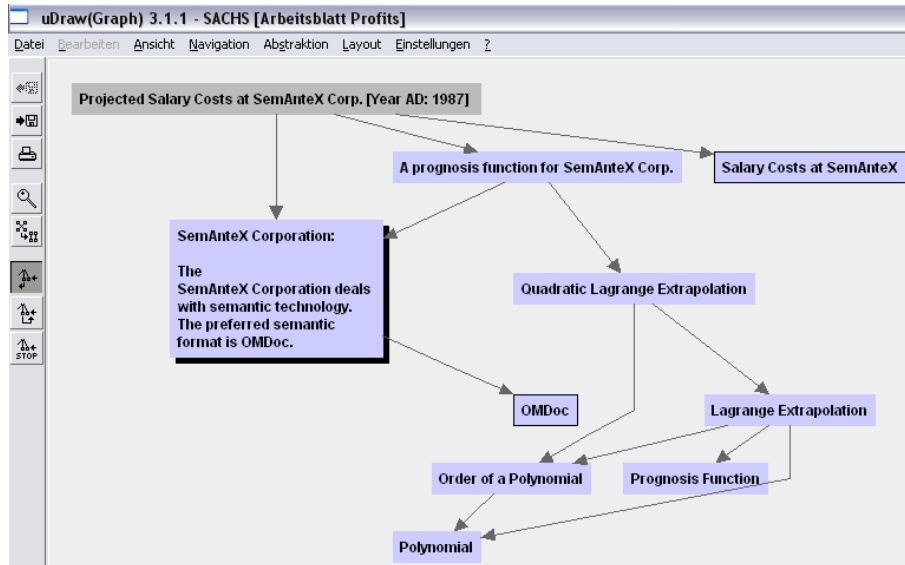 uDraw(Graph) 3.1.1 - SACHS [Arbeitsblatt Profits]
Datei Bearbeiten Ansicht Navigation Abstraktion Layout Einstellungen ?
Projected Salary Costs at SemAnteX Corp. [Year AD: 1987]
A prognosis function for SemAnteX Corp.
Salary Costs at SemAnteX
SemAnteX Corporation:
The
SemAnteX Corporation deals
with semantic technology.
The preferred semantic
format is OMDoc.
Quadratic Lagrange Extrapolation
OMDoc
Lagrange Extrapolation
Order of a Polynomial
Prognosis Function
Polynomial
STOP